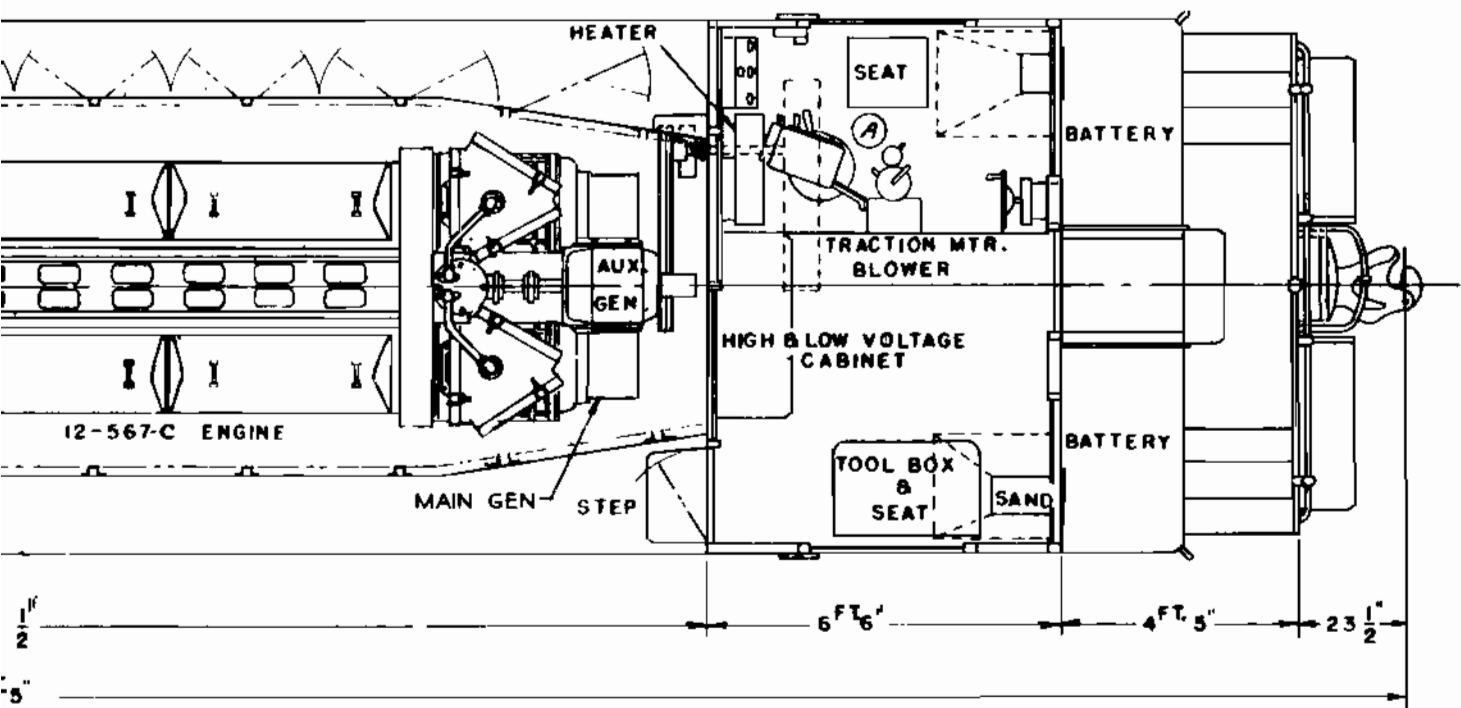 HEATER
SEAT
A
BATTERY
TRACTION MTR.
BLOWER
AUX.
GEN
HIGH & LOW VOLTAGE
CABINET
12-567-C ENGINE
BATTERY
TOOL BOX
&
SEAT
SAND
MAIN GEN
STEP
1/2"
6 FT. 6"
4 FT. 5"
23 1/2"
-5"